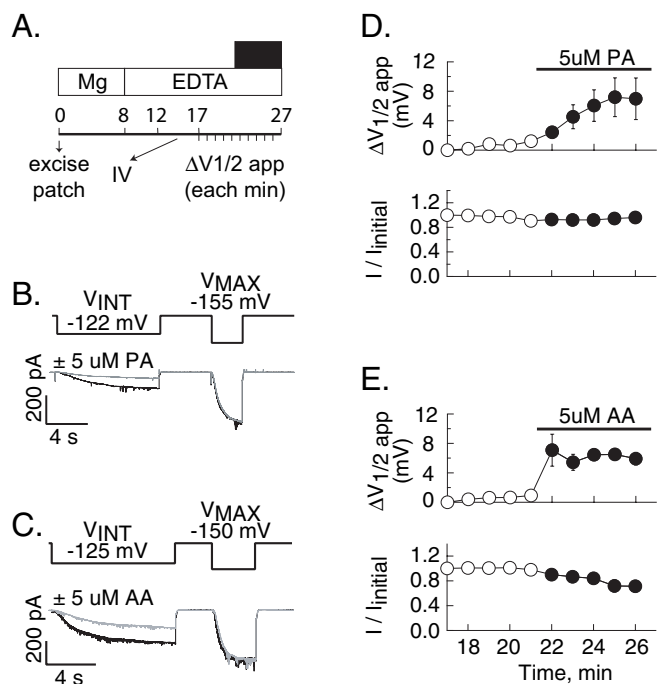 A.
Mg EDTA
0 8 12 17 27
excise patch
IV
ΔV1/2 app
(each min)
B.
VINT
-122 mV
VMAX
-155 mV
± 5 uM PA
200 pA
4 s
C.
VINT
-125 mV
VMAX
-150 mV
± 5 uM AA
200 pA
4 s
D.
5uM PA
ΔV1/2 app
(mV)
12
8
4
0
I / Iinitial
1.2
0.8
0.4
0.0
E.
5uM AA
ΔV1/2 app
(mV)
12
8
4
0
I / Iinitial
1.2
0.8
0.4
0.0
18 20 22 24 26
Time, min